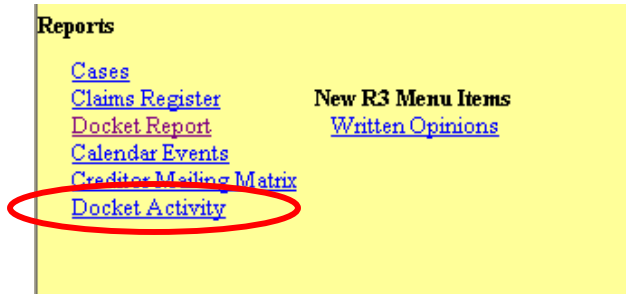 Reports
Cases
Claims Register
New R3 Menu Items
Docket Report
Written Opinions
Calendar Events
Creditor Mailing Matrix
Docket Activity